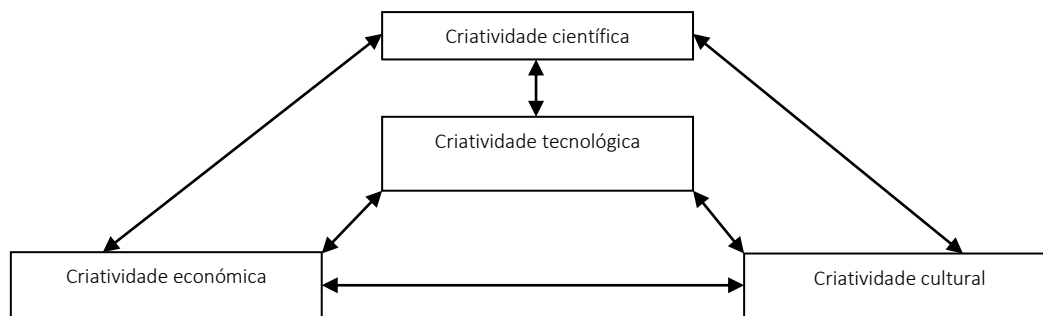 Criatividade científica
Criatividade tecnológica
Criatividade económica
Criatividade cultural